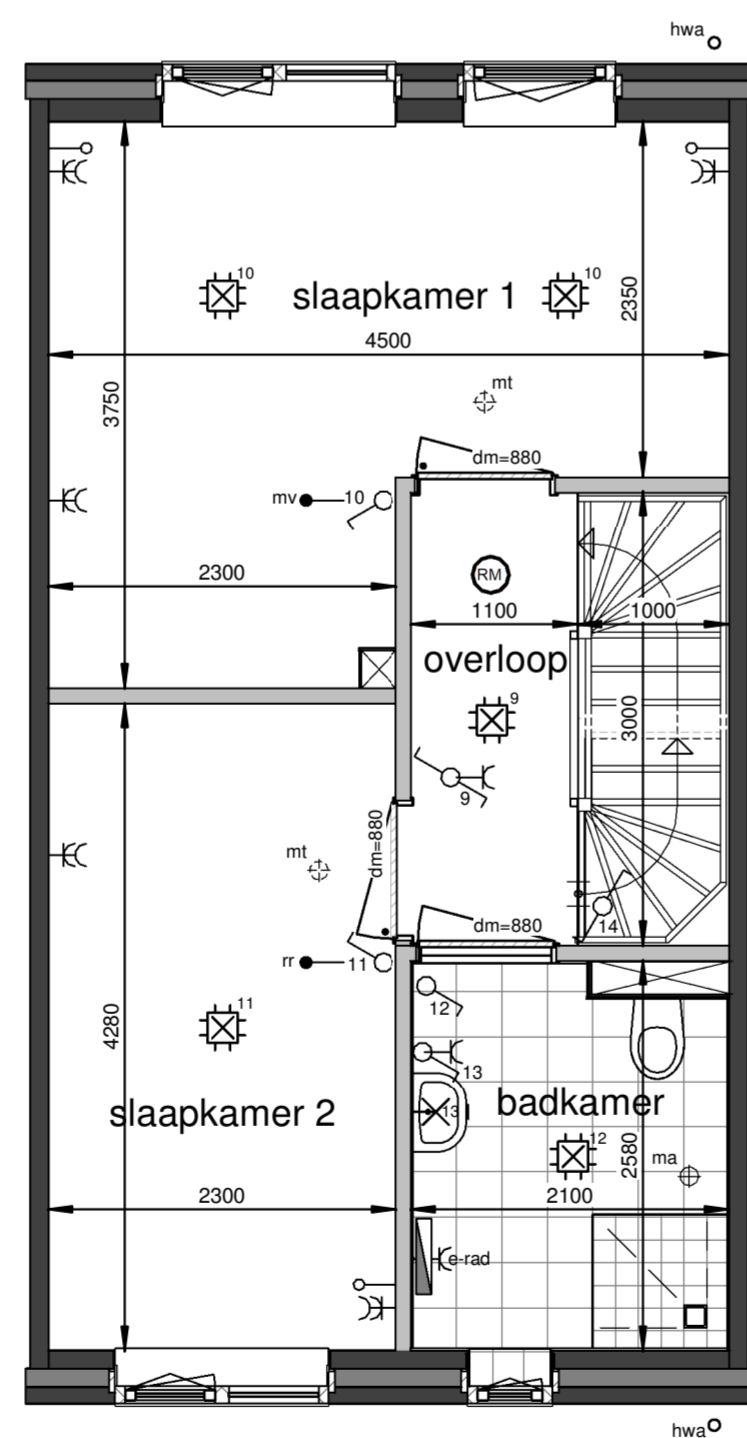 hwa
10
slaapkamer 1
10
2350
4500
3750
mt
dm=880
mv
10
2300
RM
1100
1000
overloop
9
3000
9
dm=880
mt
14
dm=880
rr
11
12
11
4280
13
13
slaapkamer 2
badkamer
12
2580
ma
2300
2100
e-rad
hwa